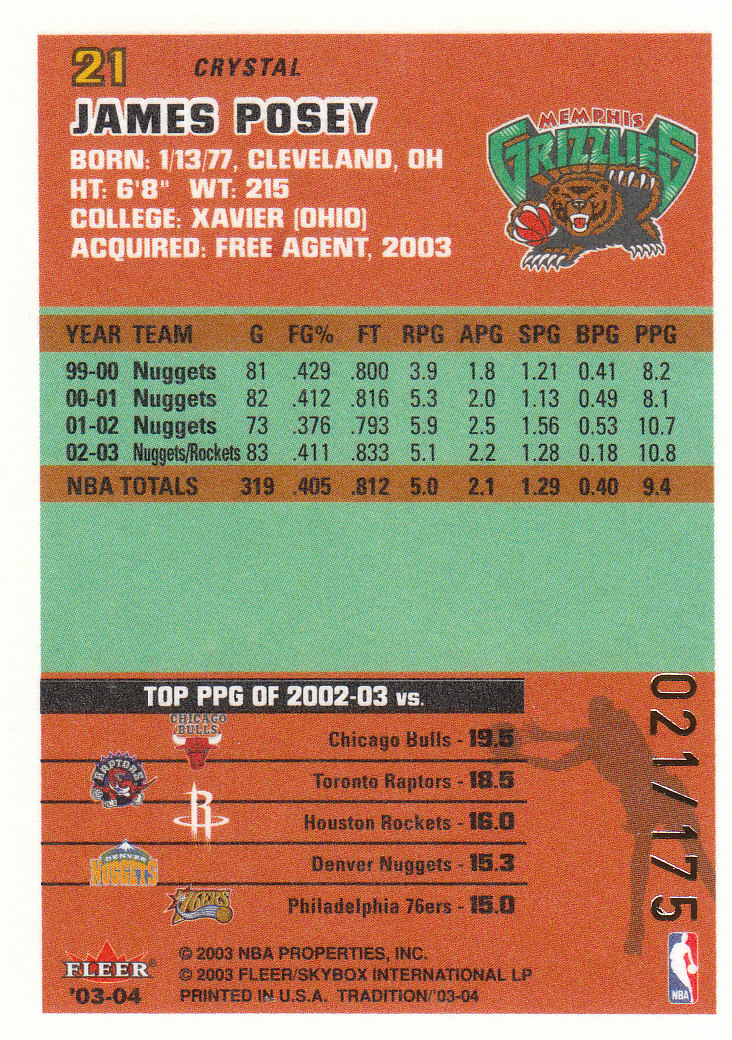 21 CRYSTAL
JAMES POSEY
BORN: 1/13/77, CLEVELAND, OH
HT: 6'8" WT: 215
COLLEGE: XAVIER (OHIO)
ACQUIRED: FREE AGENT, 2003
MEMPHIS
GRIZZLIES
YEAR TEAM G FG% FT RPG APG SPG BPG PPG
99-00 Nuggets 81 .429 .800 3.9 1.8 1.21 0.41 8.2
00-01 Nuggets 82 .412 .816 5.3 2.0 1.13 0.49 8.1
01-02 Nuggets 73 .376 .793 5.9 2.5 1.56 0.53 10.7
02-03 Nuggets/Rockets 83 .411 .833 5.1 2.2 1.28 0.18 10.8
NBA TOTALS 319 .405 .812 5.0 2.1 1.29 0.40 9.4
TOP PPG OF 2002-03 vs.
CHICAGO
BULLS
Chicago Bulls - 19.5
RAPTORS
Toronto Raptors - 18.5
R
Houston Rockets - 16.0
DENVER
NUGGETS
Denver Nuggets - 15.3
76ERS
Philadelphia 76ers - 15.0
021/175
FLEER®
'03-04
© 2003 NBA PROPERTIES, INC.
© 2003 FLEER/SKYBOX INTERNATIONAL LP
PRINTED IN U.S.A. TRADITION/'03-04
NBA